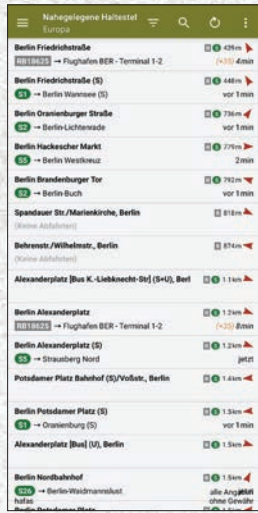 Nahegelegene Haltestel
Europa
Berlin Friedrichstraße 439m
RB18625 → Flughafen BER - Terminal 1-2 (+35) 4min
Berlin Friedrichstraße (S) 448m
S1 → Berlin Wannsee (S) vor 1min
Berlin Oranienburger Straße 736m
S2 → Berlin-Lichtenrade vor 1min
Berlin Hackescher Markt 779m
S5 → Berlin Westkreuz 2min
Berlin Brandenburger Tor 792m
S2 → Berlin-Buch vor 1min
Spandauer Str./Marienkirche, Berlin 818m
(Keine Abfahrten)
Behrenstr./Wilhelmstr., Berlin 874m
(Keine Abfahrten)
Alexanderplatz [Bus K.-Liebknecht-Str] (S+U), Berl 1.1km
Berlin Alexanderplatz 1.2km
RB18625 → Flughafen BER - Terminal 1-2 (+35) 8min
Berlin Alexanderplatz (S) 1.2km
S5 → Strausberg Nord jetzt
Potsdamer Platz Bahnhof (S)/Voßstr., Berlin 1.4km
Berlin Potsdamer Platz (S) 1.5km
S1 → Oranienburg (S) vor 1min
Alexanderplatz [Bus] (U), Berlin 1.5km
Berlin Nordbahnhof 1.5km
S26 → Berlin-Waidmannslust
alle
hafas ohne Gewähr
Berlin Potsdamer Platz